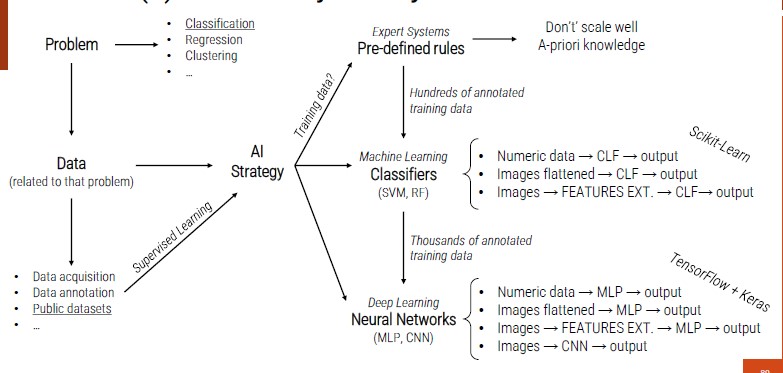 Problem
• Classification
• Regression
• Clustering
• ...
Expert Systems
Pre-defined rules
Don't' scale well
A-priori knowledge
Training data?
Hundreds of annotated
training data
Data
(related to that problem)
AI
Strategy
Machine Learning
Classifiers
(SVM, RF)
• Numeric data → CLF → output
• Images flattened → CLF → output
• Images → FEATURES EXT. → CLF→ output
Scikit-Learn
Supervised Learning
Thousands of annotated
training data
• Data acquisition
• Data annotation
• Public datasets
• ...
Deep Learning
Neural Networks
(MLP, CNN)
• Numeric data → MLP → output
• Images flattened → MLP → output
• Images → FEATURES EXT. → MLP → output
• Images → CNN → output
TensorFlow + Keras